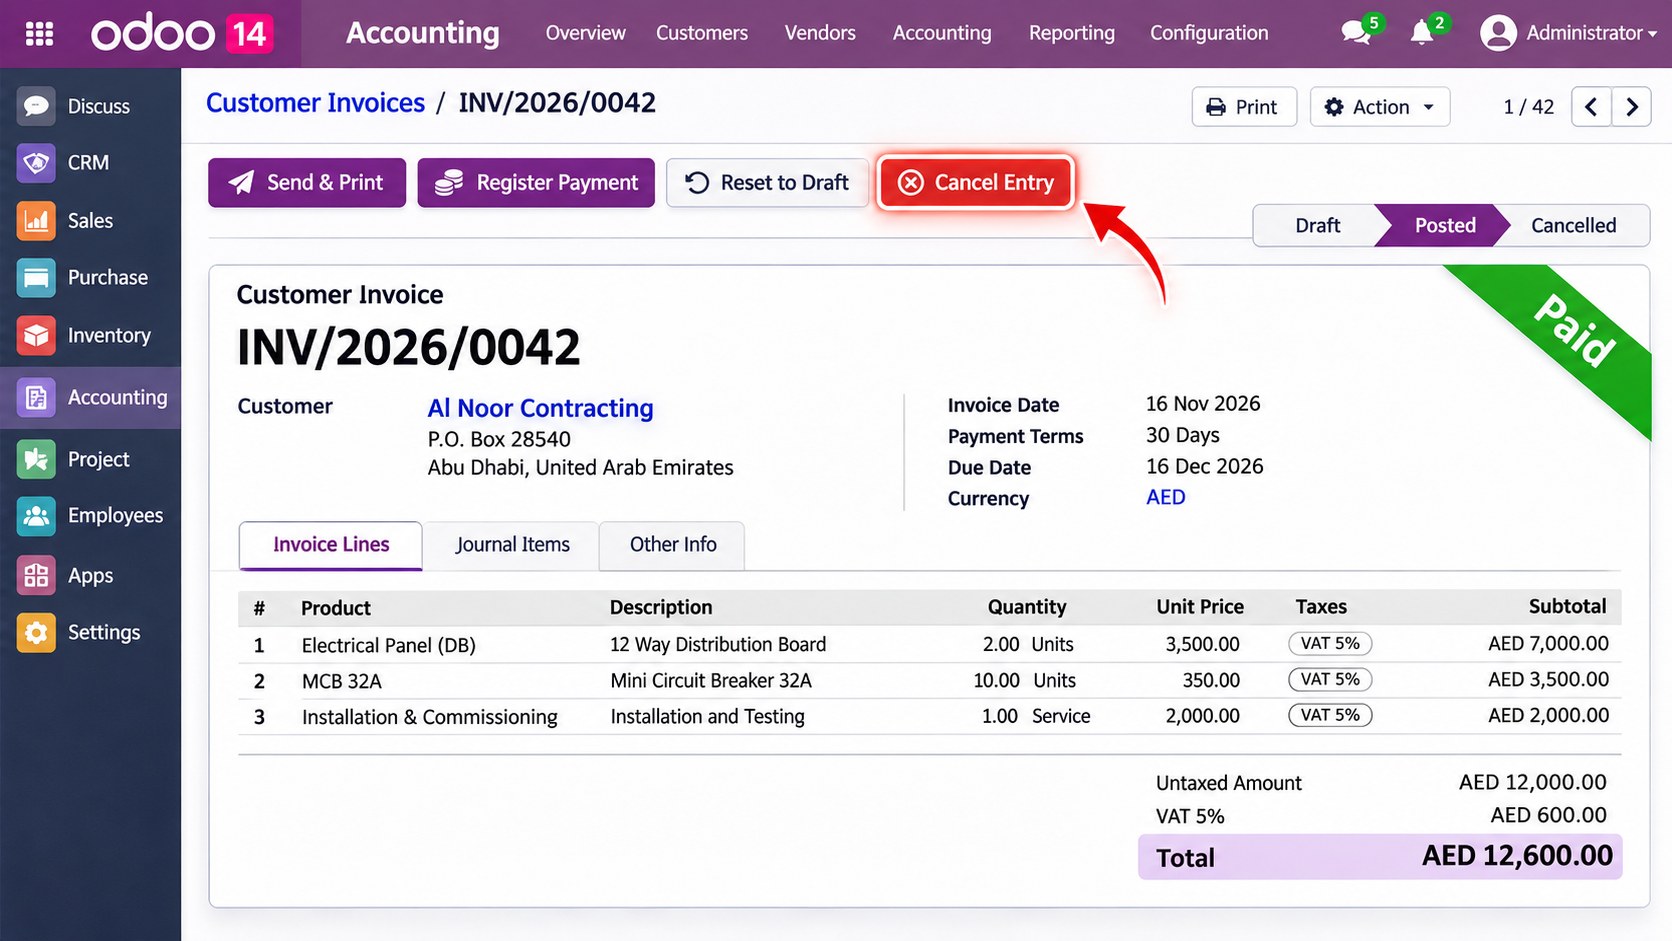 odoo 14 Accounting Overview Customers Vendors Accounting Reporting Configuration 5 2 Administrator
Discuss
CRM
Sales
Purchase
Inventory
Accounting
Project
Employees
Apps
Settings
Customer Invoices / INV/2026/0042
Print Action 1 / 42
Send & Print Register Payment Reset to Draft Cancel Entry
Draft Posted Cancelled
Paid
Customer Invoice
INV/2026/0042
Customer
Al Noor Contracting
P.O. Box 28540
Abu Dhabi, United Arab Emirates
Invoice Date 16 Nov 2026
Payment Terms 30 Days
Due Date 16 Dec 2026
Currency AED
Invoice Lines Journal Items Other Info
# Product Description Quantity Unit Price Taxes Subtotal
1 Electrical Panel (DB) 12 Way Distribution Board 2.00 Units 3,500.00 VAT 5% AED 7,000.00
2 MCB 32A Mini Circuit Breaker 32A 10.00 Units 350.00 VAT 5% AED 3,500.00
3 Installation & Commissioning Installation and Testing 1.00 Service 2,000.00 VAT 5% AED 2,000.00
Untaxed Amount AED 12,000.00
VAT 5% AED 600.00
Total AED 12,600.00